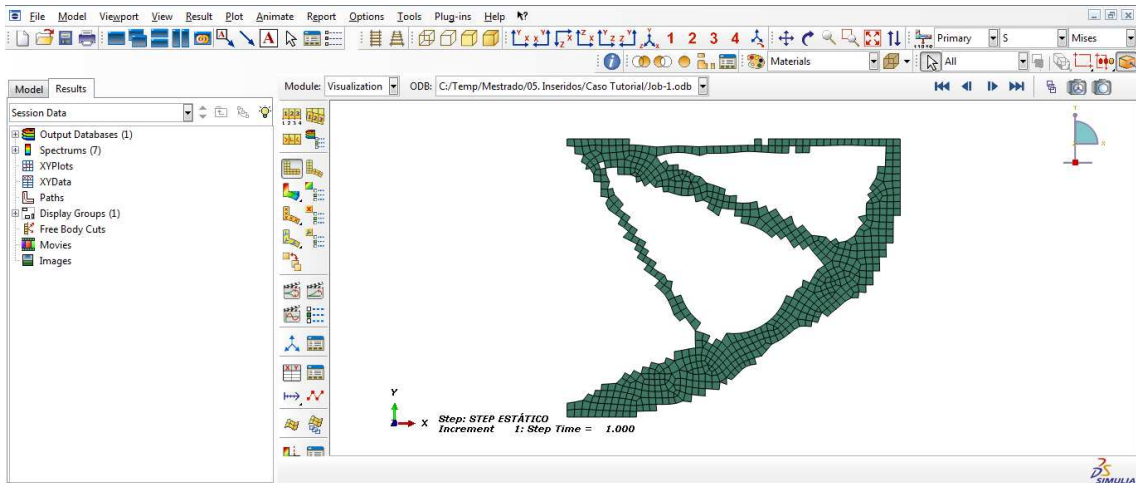 File Model Viewport View Result Plot Animate Report Options Tools Plug-ins Help
A A 1 2 3 4 Primary S Mises
Materials All
Model Results Module: Visualization ODB: C:/Temp/Mestrado/05. Inseridos/Caso Tutorial/Job-1.odb
Session Data
Output Databases (1)
Spectrums (7)
XYPlots
XYData
Paths
Display Groups (1)
Free Body Cuts
Movies
Images
Y
X
Step: STEP ESTÁTICO
Increment 1: Step Time = 1.000
SIMULIA